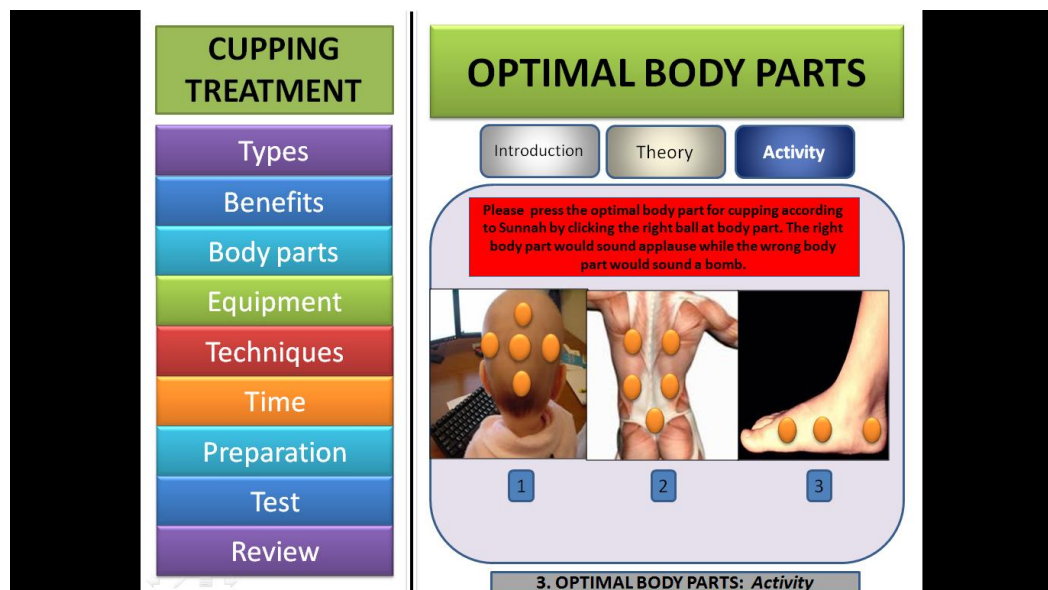 CUPPING
TREATMENT
Types
Benefits
Body parts
Equipment
Techniques
Time
Preparation
Test
Review
OPTIMAL BODY PARTS
Introduction
Theory
Activity
Please press the optimal body part for cupping according
to Sunnah by clicking the right ball at body part. The right
body part would sound applause while the wrong body
part would sound a bomb.
1
2
3
3. OPTIMAL BODY PARTS: Activity